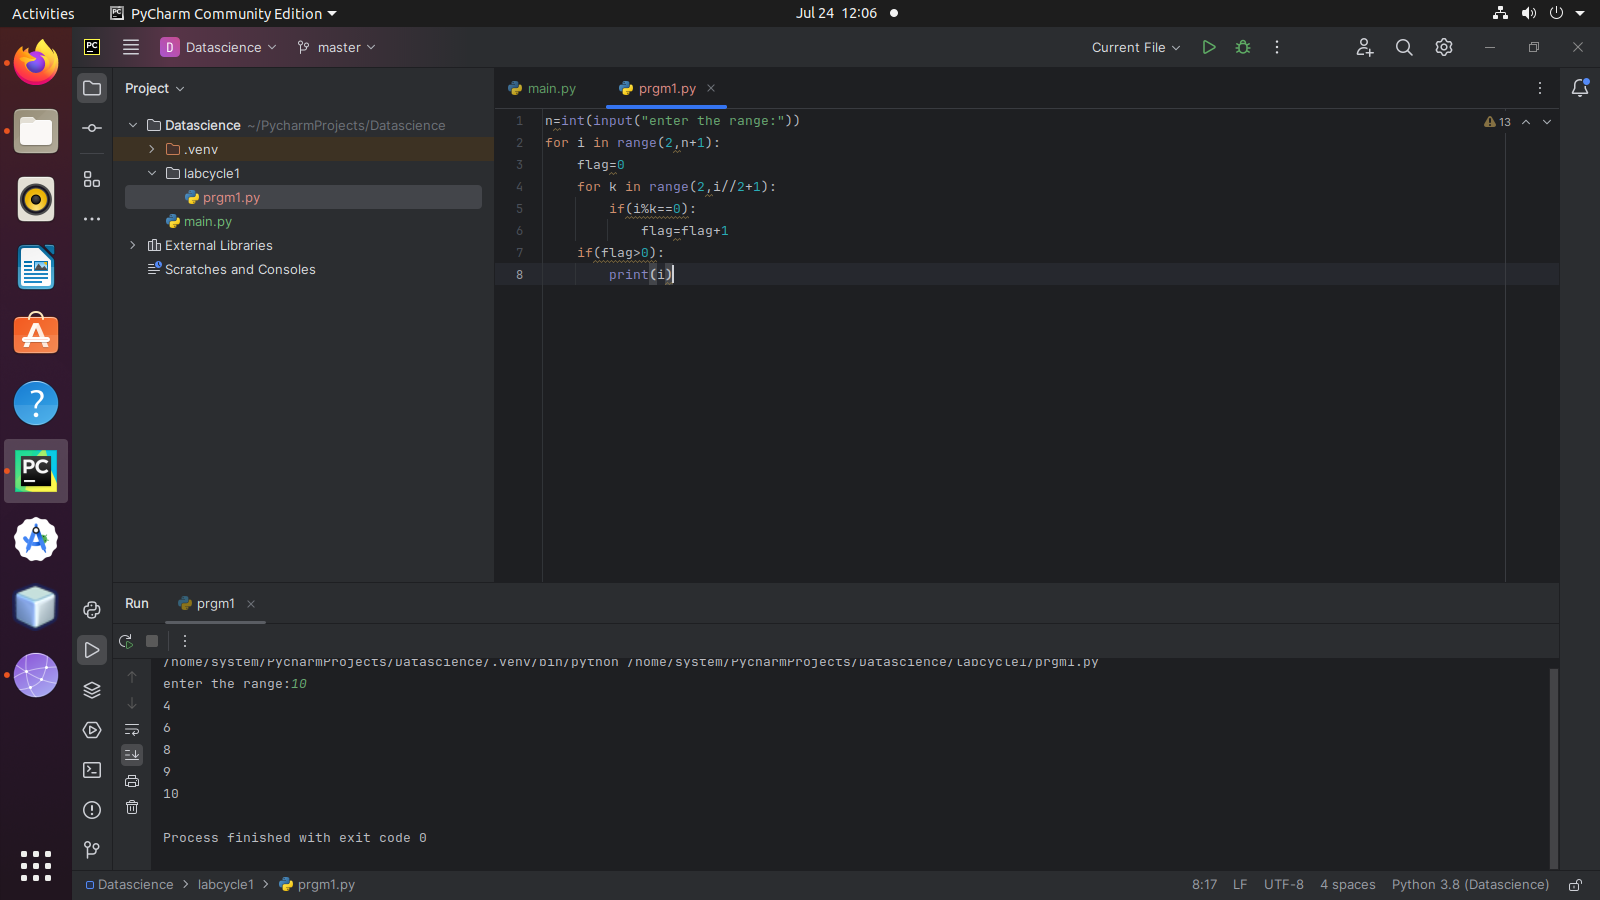 Activities PyCharm Community Edition Jul 24 12:06
PC D Datascience master Current File
Project main.py prgm1.py
Datascience ~/PycharmProjects/Datascience
.venv
labcycle1
prgm1.py
main.py
External Libraries
Scratches and Consoles
1 n=int(input("enter the range:")) 13
2 for i in range(2,n+1):
3 flag=0
4 for k in range(2,i//2+1):
5 if(i%k==0):
6 flag=flag+1
7 if(flag>0):
8 print(i)
PC
Run prgm1
/home/system/PycharmProjects/Datascience/.venv/bin/python /home/system/PycharmProjects/Datascience/labcycle1/prgm1.py
enter the range:10
4
6
8
9
10
Process finished with exit code 0
Datascience labcycle1 prgm1.py 8:17 LF UTF-8 4 spaces Python 3.8 (Datascience)